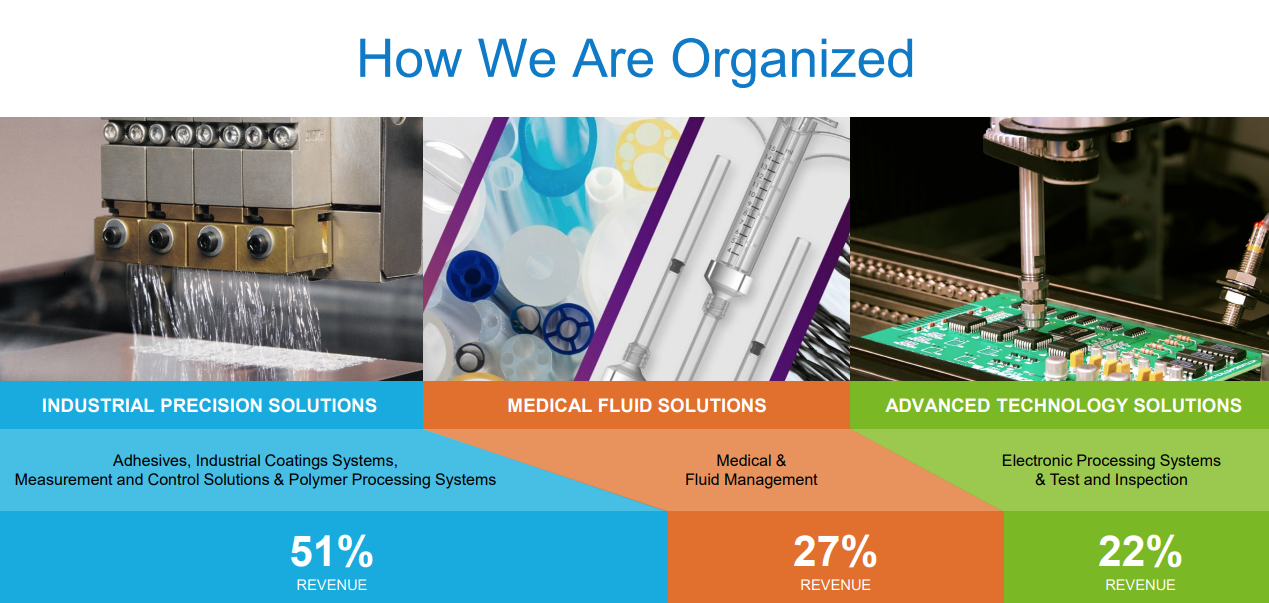 How We Are Organized
INDUSTRIAL PRECISION SOLUTIONS
MEDICAL FLUID SOLUTIONS
ADVANCED TECHNOLOGY SOLUTIONS
Adhesives, Industrial Coatings Systems,
Measurement and Control Solutions & Polymer Processing Systems
Medical &
Fluid Management
Electronic Processing Systems
& Test and Inspection
51%
REVENUE
27%
REVENUE
22%
REVENUE